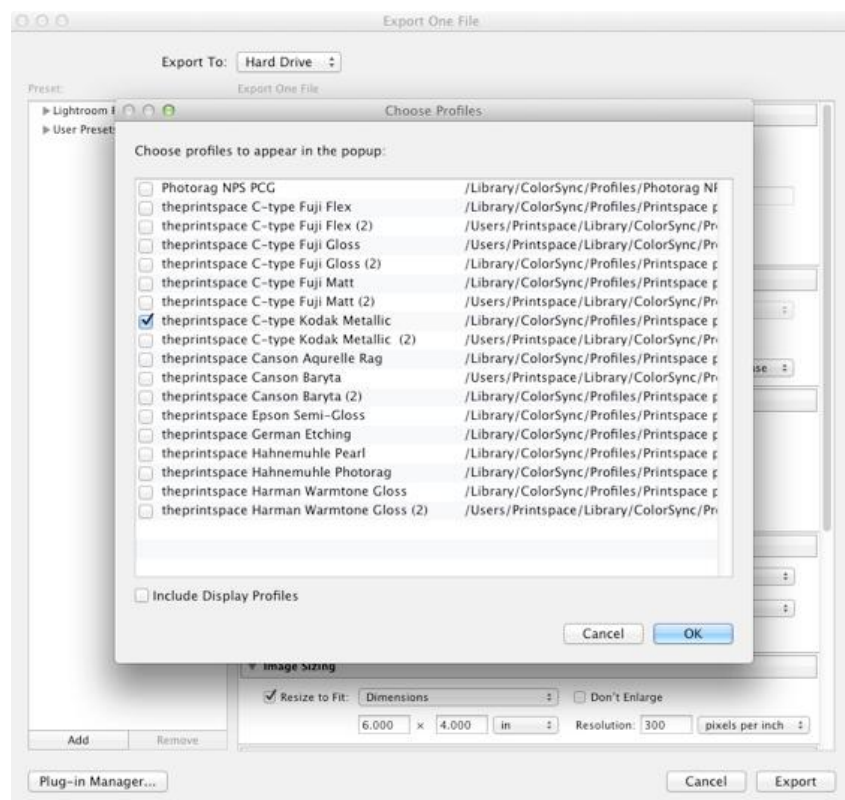 Export One File
Export To: Hard Drive
Preset: Export One File
Lightroom
User Preset
Choose Profiles
Choose profiles to appear in the popup:
Photorag NPS PCG /Library/ColorSync/Profiles/Photorag NP
theprintspace C-type Fuji Flex /Library/ColorSync/Profiles/Printspace p
theprintspace C-type Fuji Flex (2) /Users/Printspace/Library/ColorSync/Pr
theprintspace C-type Fuji Gloss /Users/Printspace/Library/ColorSync/Pr
theprintspace C-type Fuji Gloss (2) /Library/ColorSync/Profiles/Printspace p
theprintspace C-type Fuji Matt /Library/ColorSync/Profiles/Printspace p
theprintspace C-type Fuji Matt (2) /Users/Printspace/Library/ColorSync/Pr
theprintspace C-type Kodak Metallic /Library/ColorSync/Profiles/Printspace p
theprintspace C-type Kodak Metallic (2) /Users/Printspace/Library/ColorSync/Pr
theprintspace Canson Aqurelle Rag /Library/ColorSync/Profiles/Printspace p
theprintspace Canson Baryta /Users/Printspace/Library/ColorSync/Pr
theprintspace Canson Baryta (2) /Library/ColorSync/Profiles/Printspace p
theprintspace Epson Semi-Gloss /Library/ColorSync/Profiles/Printspace p
theprintspace German Etching /Library/ColorSync/Profiles/Printspace p
theprintspace Hahnemuhle Pearl /Library/ColorSync/Profiles/Printspace p
theprintspace Hahnemuhle Photorag /Library/ColorSync/Profiles/Printspace p
theprintspace Harman Warmtone Gloss /Library/ColorSync/Profiles/Printspace p
theprintspace Harman Warmtone Gloss (2) /Users/Printspace/Library/ColorSync/Pr
Include Display Profiles
Cancel OK
Image Sizing
Resize to Fit: Dimensions Don't Enlarge
6.000 × 4.000 in Resolution: 300 pixels per inch
Add Remove
Plug-in Manager... Cancel Export